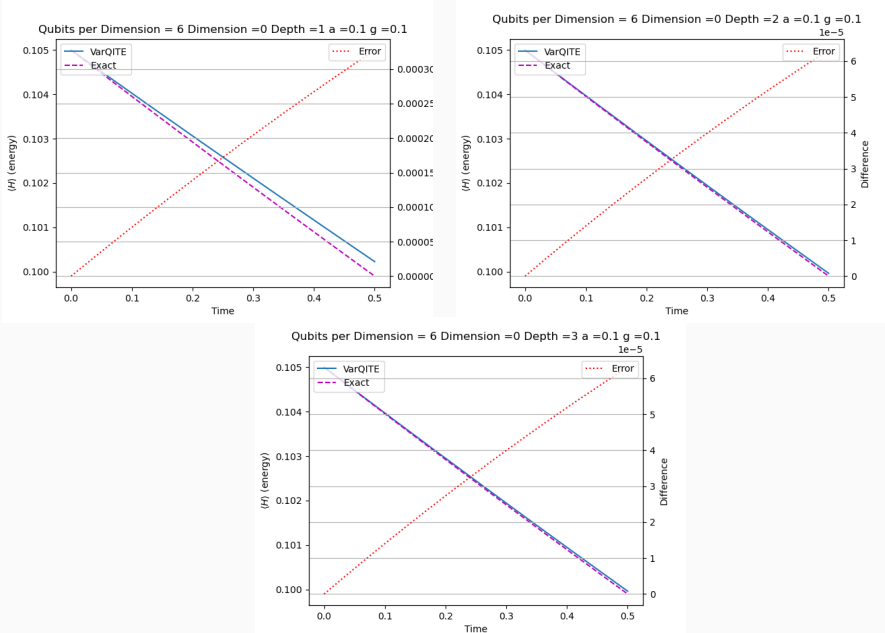 Qubits per Dimension = 6 Dimension =0 Depth =1 a =0.1 g =0.1
VarQITE
Exact
Error
0.105
0.104
0.103
0.102
0.101
0.100
⟨H⟩ (energy)
0.00030
0.00025
0.00020
0.00015
0.00010
0.00005
0.00000
0.0 0.1 0.2 0.3 0.4 0.5
Time
Qubits per Dimension = 6 Dimension =0 Depth =2 a =0.1 g =0.1
1e−5
VarQITE
Exact
Error
0.105
0.104
0.103
0.102
0.101
0.100
⟨H⟩ (energy)
6
5
4
3
2
1
0
Difference
0.0 0.1 0.2 0.3 0.4 0.5
Time
Qubits per Dimension = 6 Dimension =0 Depth =3 a =0.1 g =0.1
1e−5
VarQITE
Exact
Error
0.105
0.104
0.103
0.102
0.101
0.100
⟨H⟩ (energy)
6
5
4
3
2
1
0
Difference
0.0 0.1 0.2 0.3 0.4 0.5
Time